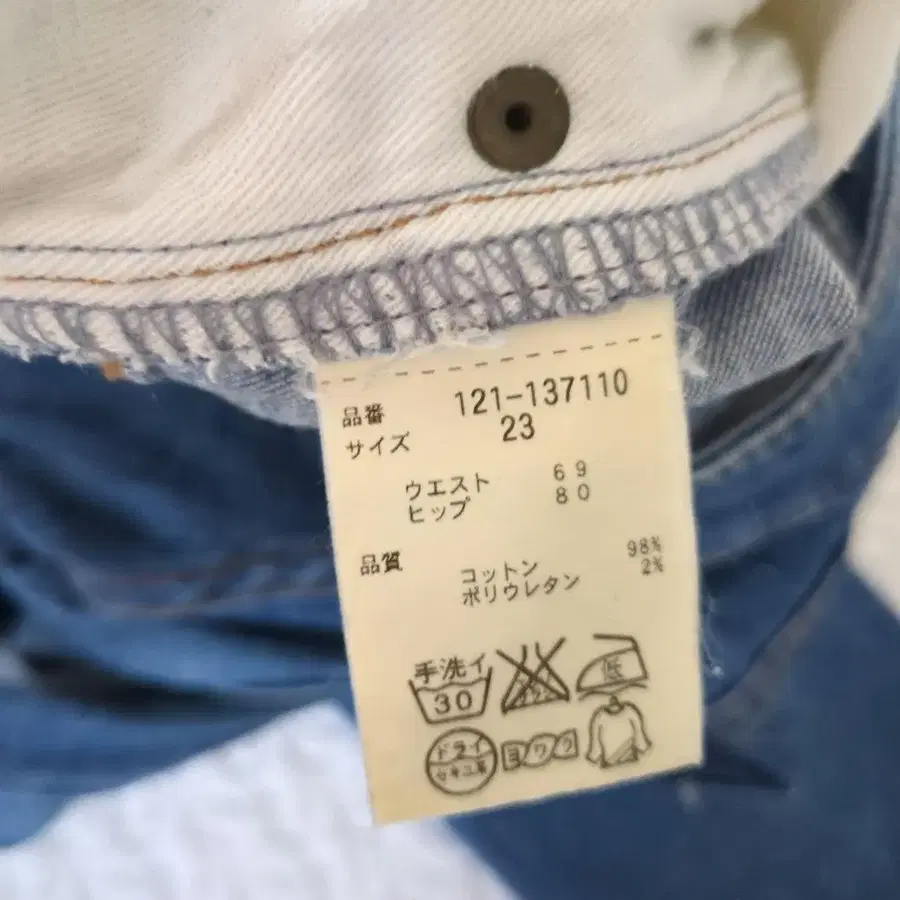 品番 121-137110
サイズ 23
ウエスト 69
ヒップ 80
品質
コットン 98%
ポリウレタン 2%
手洗イ
30
低
ドライ
セキユ系
ヨワク